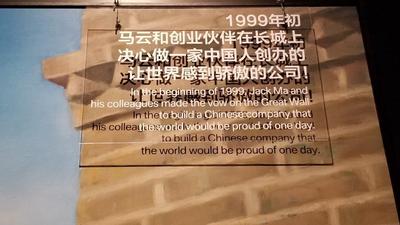 1999年初
马云和创业伙伴在长城上
决心做一家中国人创办的
让世界感到骄傲的公司！
In the beginning of 1999, Jack Ma and
his colleagues made the vow on the Great Wall
to build a Chinese company that
the world would be proud of one day.